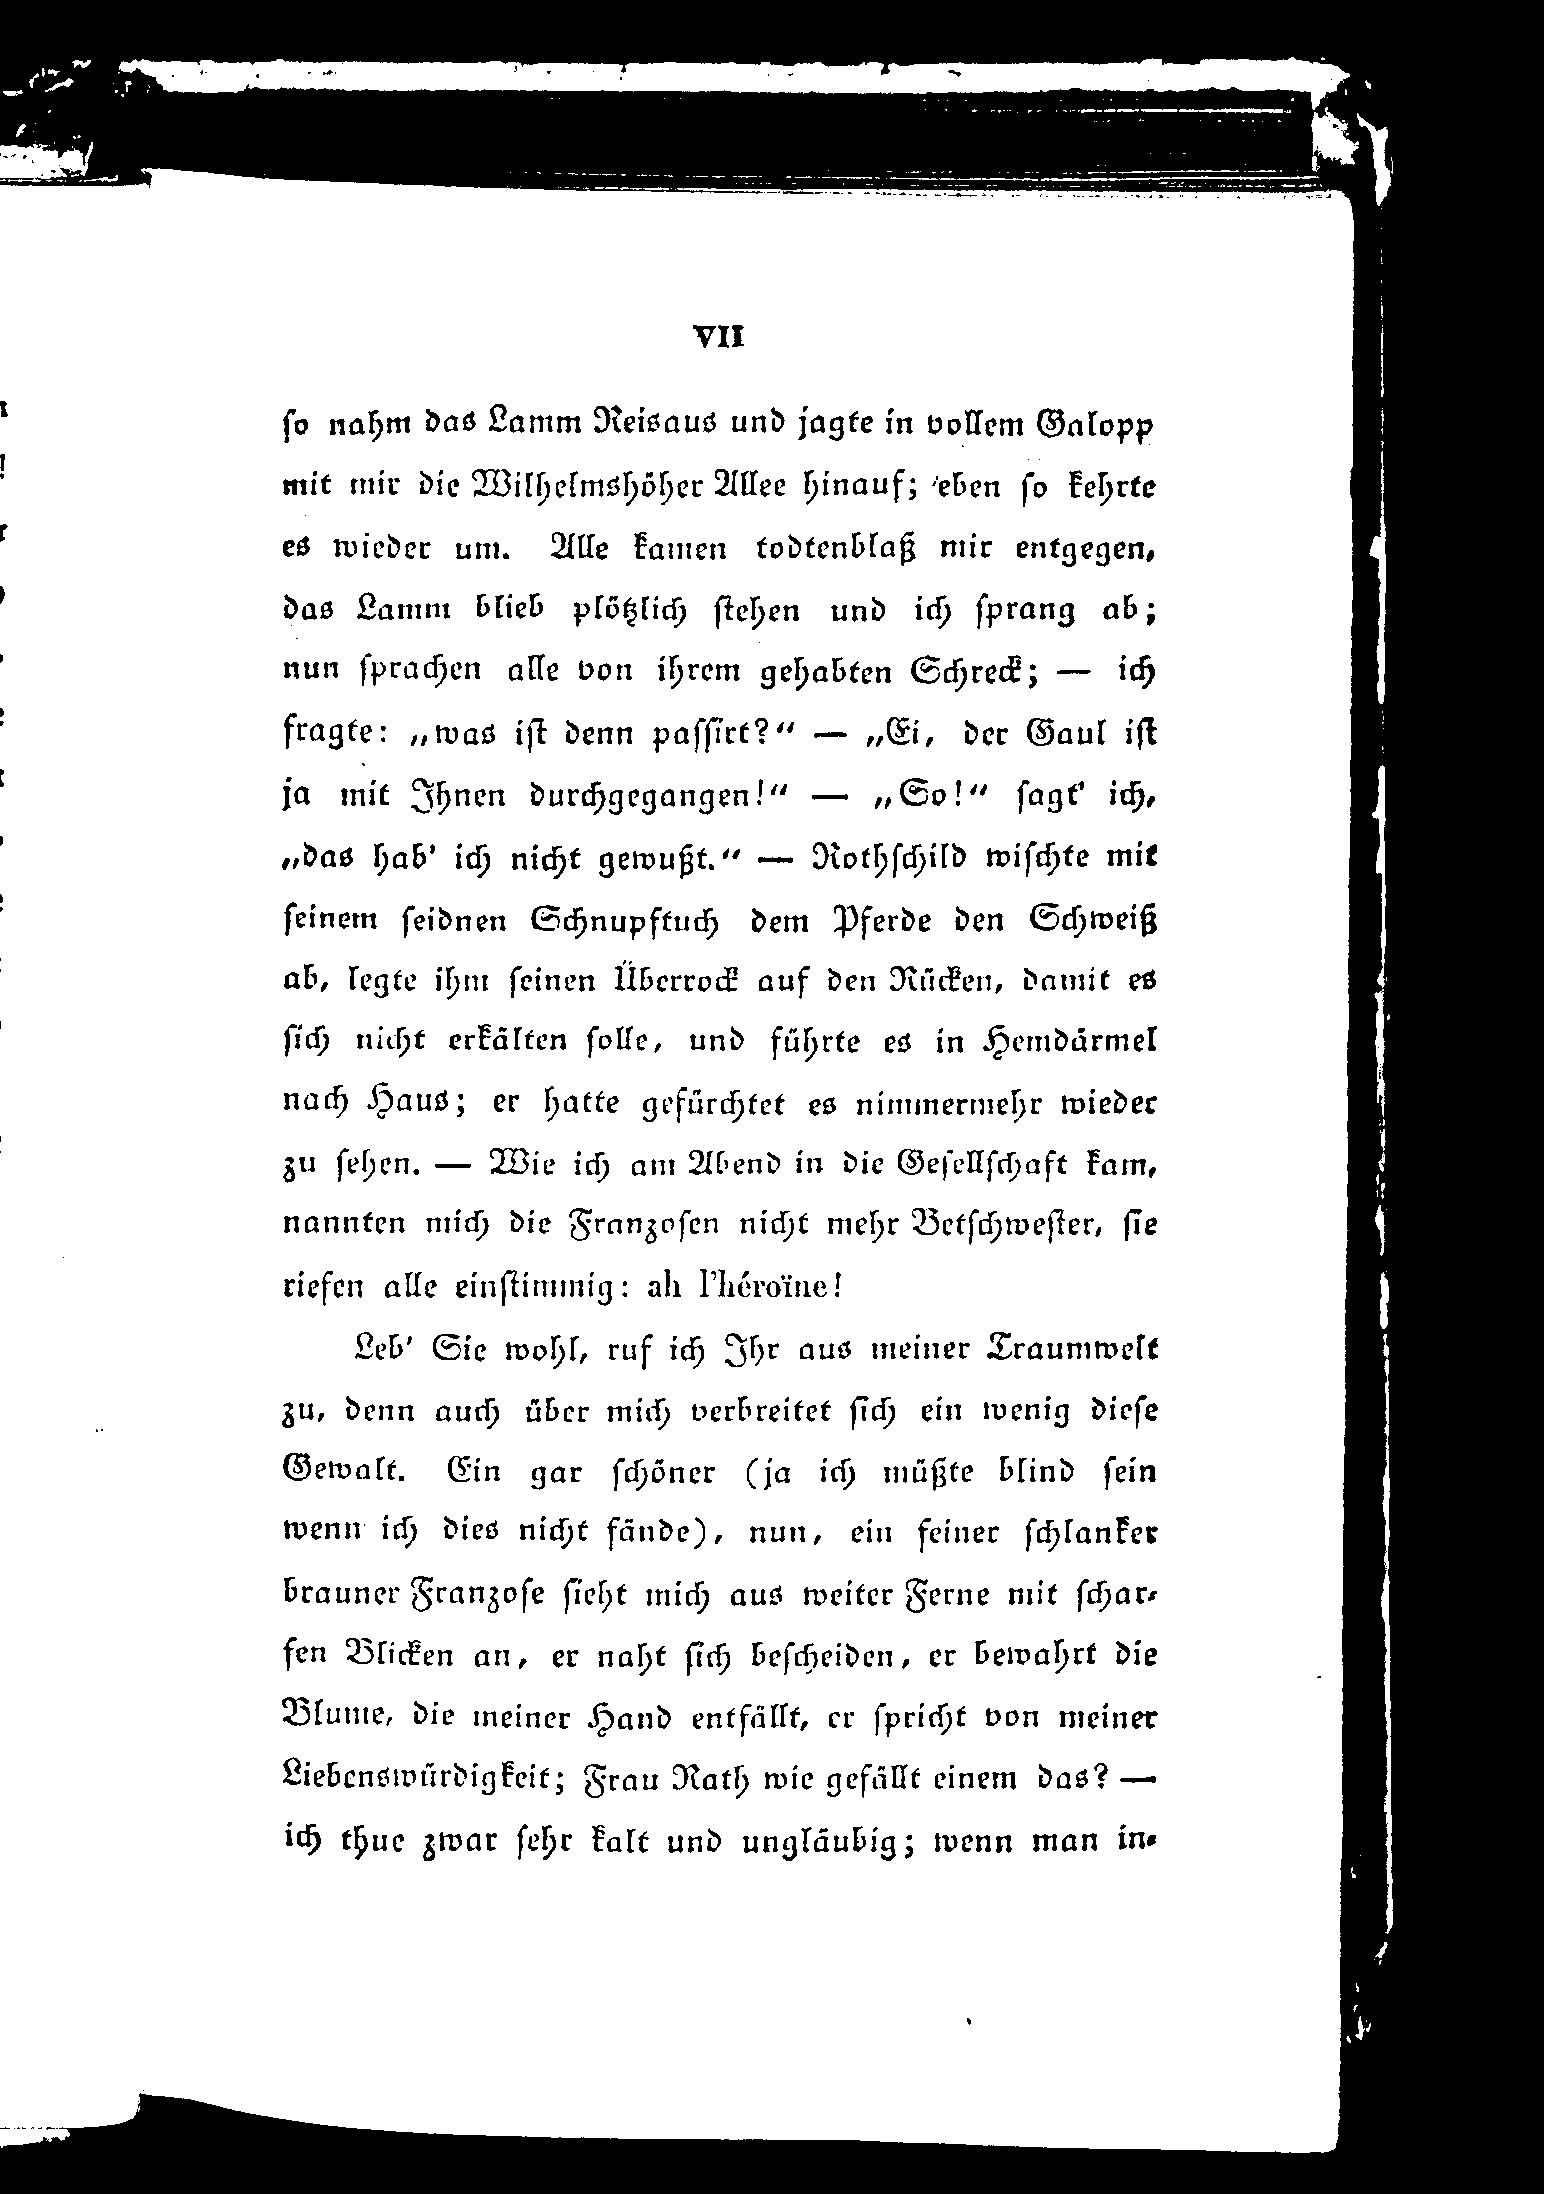 VII
ſo nahm das Lamm Reisaus und jagte in vollem Galopp
mit mir die Wilhelmshöher Allee hinauf; eben ſo kehrte
es wieder um. Alle kamen todtenblaß mir entgegen,
das Lamm blieb plötzlich ſtehen und ich ſprang ab;
nun ſprachen alle von ihrem gehabten Schreck; — ich
fragte: „was iſt denn paſſirt?“ — „Ei, der Gaul iſt
ja mit Ihnen durchgegangen!“ — „So!“ ſagt' ich,
„das hab' ich nicht gewußt.“ — Rothſchild wiſchte mit
ſeinem ſeidnen Schnupftuch dem Pferde den Schweiß
ab, legte ihm ſeinen Überrock auf den Rücken, damit es
ſich nicht erkälten ſolle, und führte es in Hemdärmel
nach Haus; er hatte gefürchtet es nimmermehr wieder
zu ſehen. — Wie ich am Abend in die Geſellſchaft kam,
nannten mich die Franzoſen nicht mehr Betſchweſter, ſie
riefen alle einſtimmig: ah l'héroïne!
Leb' Sie wohl, ruf ich Ihr aus meiner Traumwelt
zu, denn auch über mich verbreitet ſich ein wenig dieſe
Gewalt. Ein gar ſchöner (ja ich müßte blind ſein
wenn ich dies nicht fände), nun, ein feiner ſchlanker
brauner Franzoſe ſieht mich aus weiter Ferne mit ſchar-
fen Blicken an, er naht ſich beſcheiden, er bewahrt die
Blume, die meiner Hand entfällt, er ſpricht von meiner
Liebenswürdigkeit; Frau Rath wie gefällt einem das? —
ich thue zwar ſehr kalt und ungläubig; wenn man in-